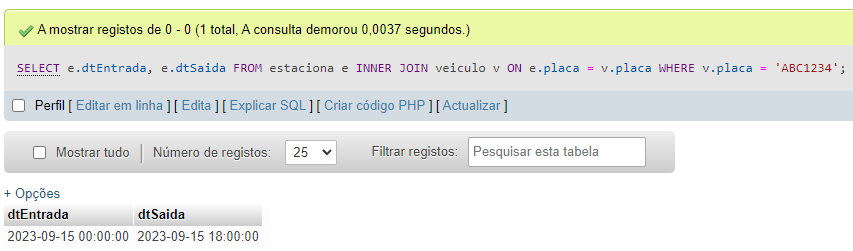 A mostrar registos de 0 - 0 (1 total, A consulta demorou 0,0037 segundos.)
SELECT e.dtEntrada, e.dtSaida FROM estaciona e INNER JOIN veiculo v ON e.placa = v.placa WHERE v.placa = 'ABC1234';
Perfil [ Editar em linha ] [ Edita ] [ Explicar SQL ] [ Criar código PHP ] [ Actualizar ]
Mostrar tudo Número de registos: 25 Filtrar registos: Pesquisar esta tabela
+ Opções
dtEntrada dtSaida
2023-09-15 00:00:00 2023-09-15 18:00:00